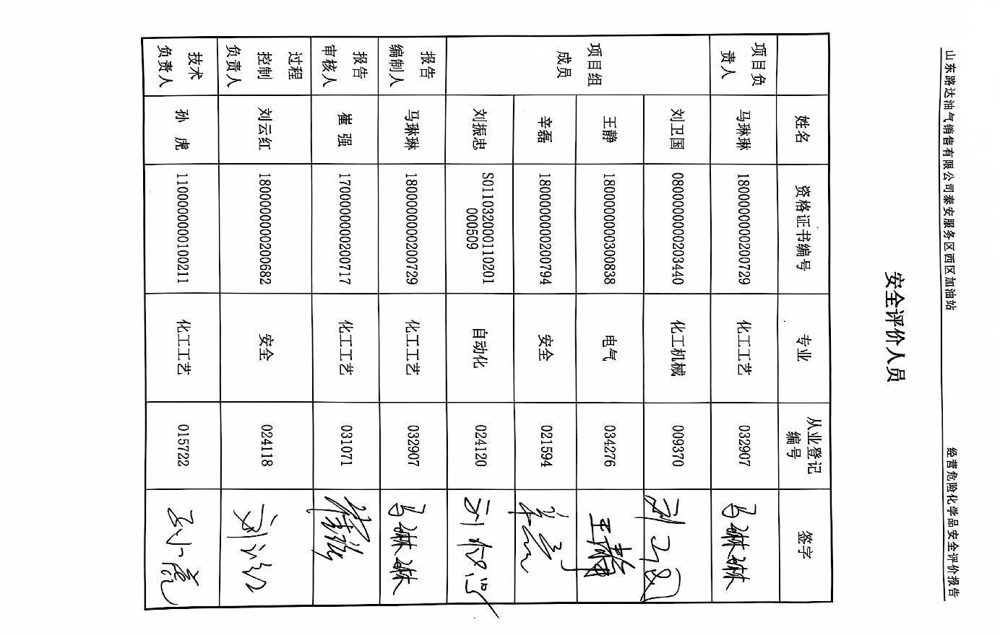 山东路达油气销售有限公司泰安服务区西区加油站 经营危险化学品安全评价报告
安全评价人员
姓名 资格证书编号 专业 从业登记编号 签字
项目负责人 马琳琳 1800000000200729 化工工艺 032907 马琳琳
项目组成员 刘卫国 0800000000203440 化工机械 009370 刘卫国
王静 1800000000300838 电气 034276 王静
辛磊 1800000000200794 安全 021594 辛磊
刘振忠 S011032000110201000509 自动化 024120 刘振忠
报告编制人 马琳琳 1800000000200729 化工工艺 032907 马琳琳
报告审核人 崔强 1700000000200717 化工工艺 031071 崔强
过程控制负责人 刘云红 1800000000200682 安全 024118 刘云红
技术负责人 孙虎 1100000000100211 化工工艺 015722 孙虎